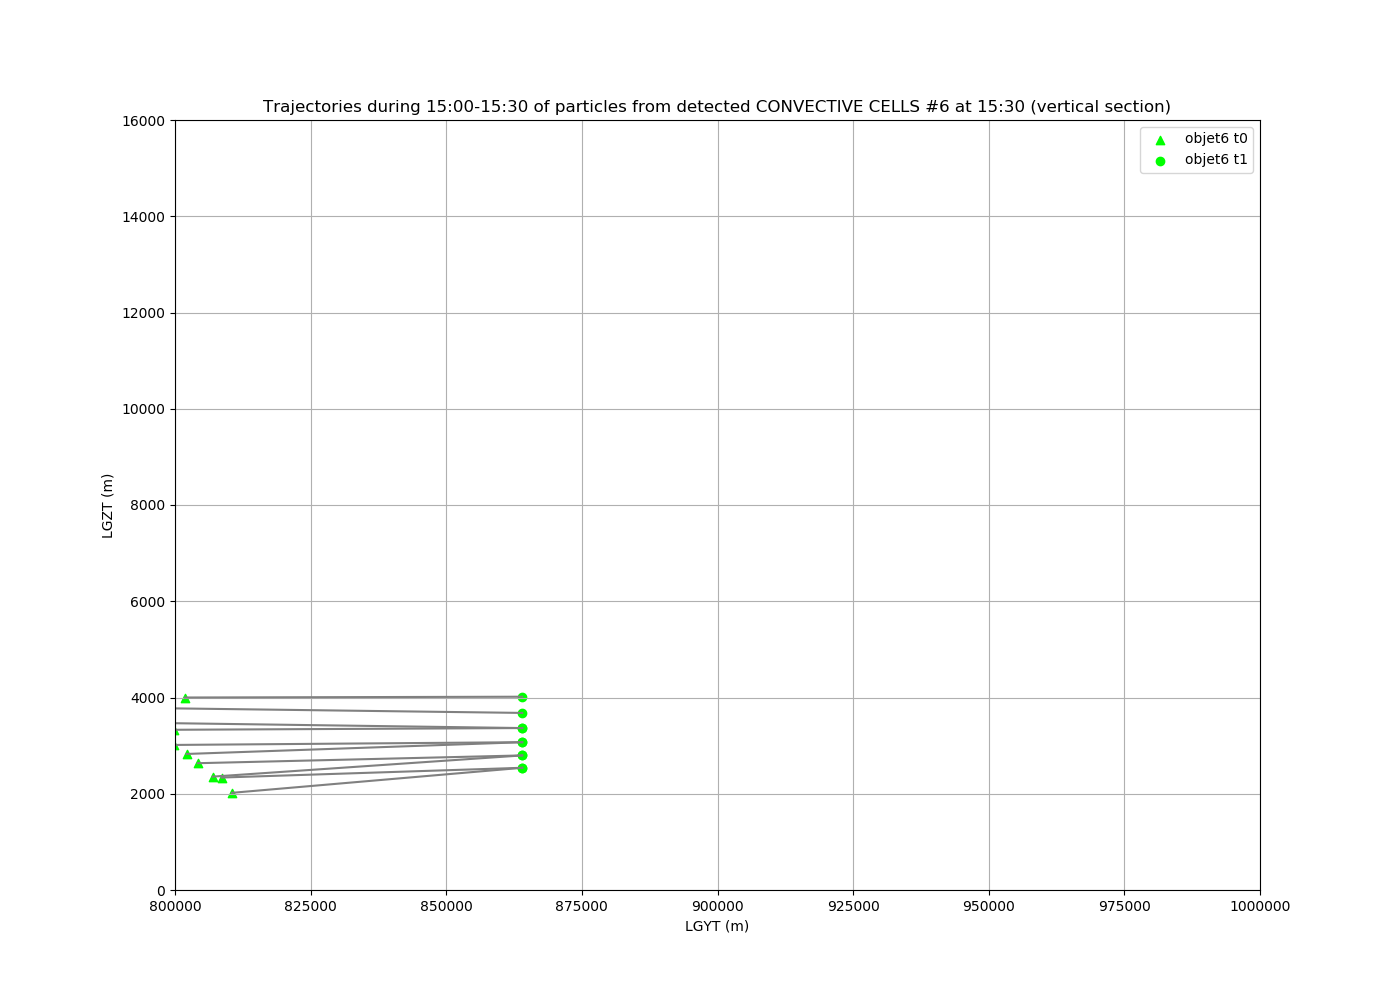 Trajectories during 15:00-15:30 of particles from detected CONVECTIVE CELLS #6 at 15:30 (vertical section)
objet6 t0
objet6 t1
16000
14000
12000
10000
8000
6000
4000
2000
0
LGZT (m)
800000 825000 850000 875000 900000 925000 950000 975000 1000000
LGYT (m)